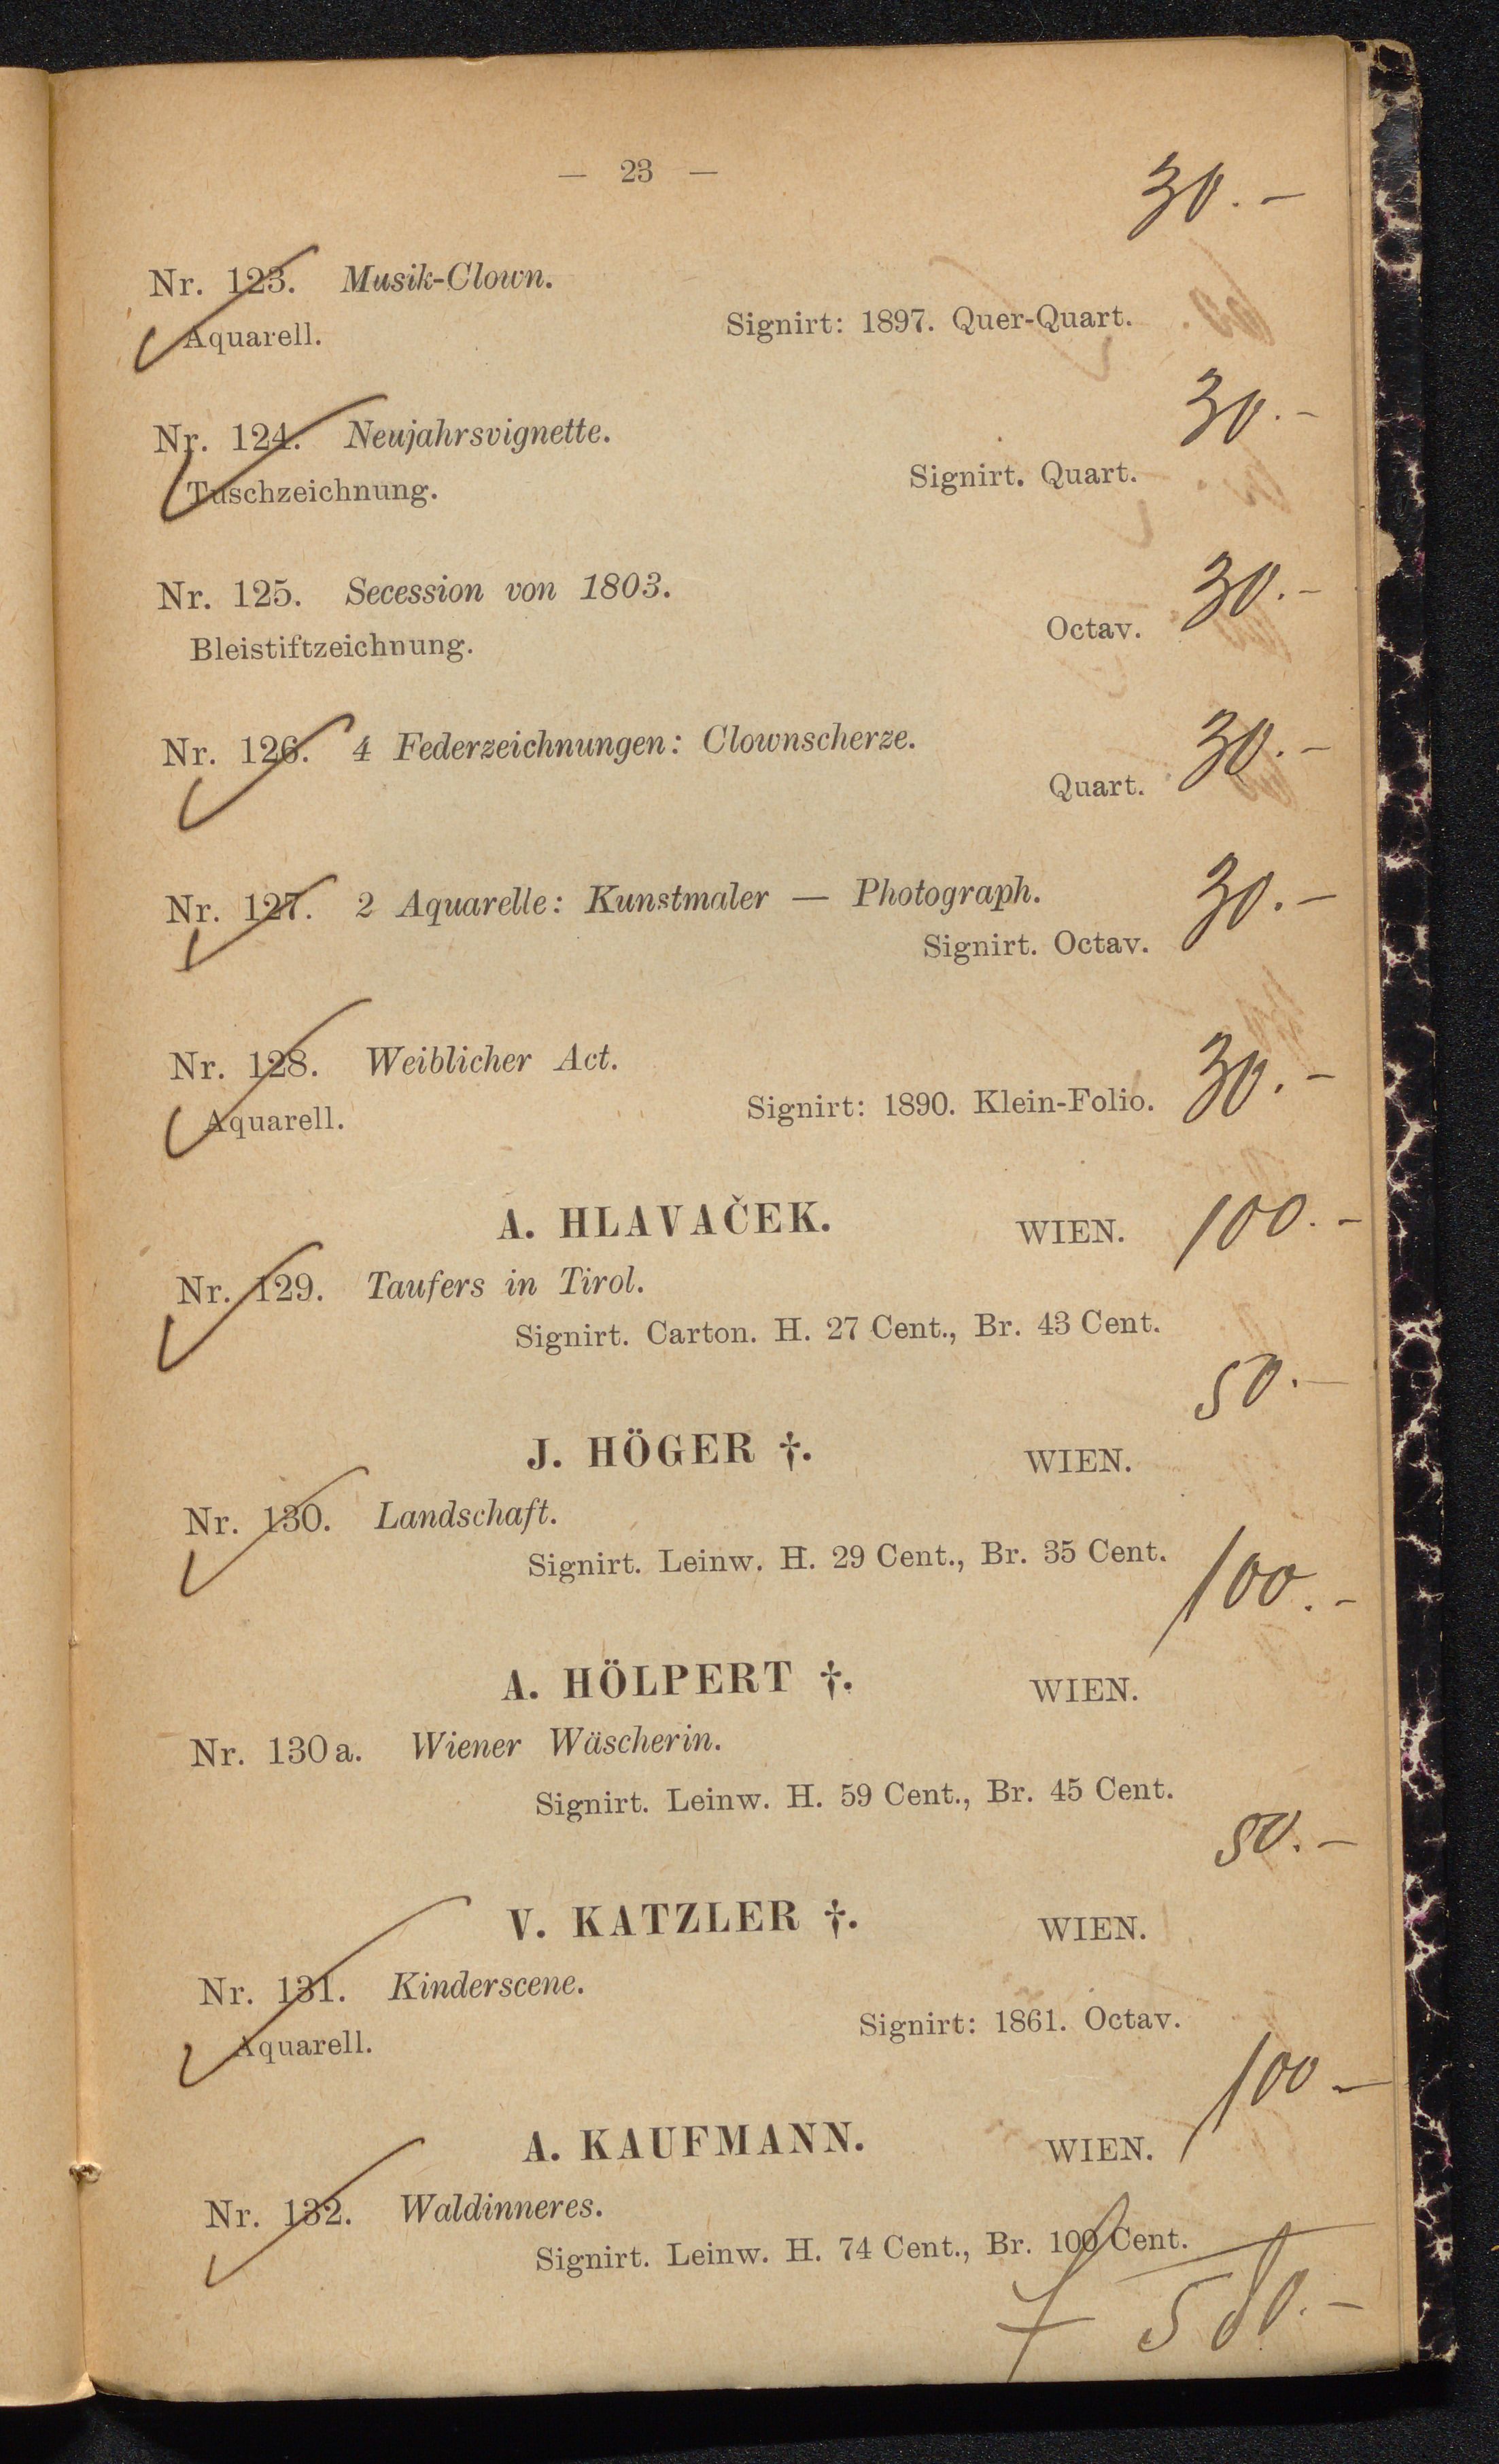 — 23 —
30.-
Nr. 123. Musik-Clown.
Signirt: 1897. Quer-Quart.
Aquarell.
30.-
Nr. 124. Neujahrsvignette.
Signirt. Quart.
Tuschzeichnung.
30.-
Nr. 125. Secession von 1803.
Octav.
Bleistiftzeichnung.
Nr. 126. 4 Federzeichnungen: Clownscherze.
30.-
Quart.
Nr. 127. 2 Aquarelle: Kunstmaler — Photograph.
30.-
Signirt. Octav.
Nr. 128. Weiblicher Act.
30.-
Signirt: 1890. Klein-Folio.
Aquarell.
A. HLAVAČEK. WIEN. 100.-
Nr. 129. Taufers in Tirol.
Signirt. Carton. H. 27 Cent., Br. 43 Cent.
50.-
J. HÖGER †. WIEN.
Nr. 130. Landschaft.
Signirt. Leinw. H. 29 Cent., Br. 35 Cent.
100.-
A. HÖLPERT †. WIEN.
Nr. 130 a. Wiener Wäscherin.
Signirt. Leinw. H. 59 Cent., Br. 45 Cent.
50.-
V. KATZLER †. WIEN.
Nr. 131. Kinderscene.
Signirt: 1861. Octav.
Aquarell.
100-
A. KAUFMANN. WIEN.
Nr. 132. Waldinneres.
Signirt. Leinw. H. 74 Cent., Br. 100 Cent.
f 580.-